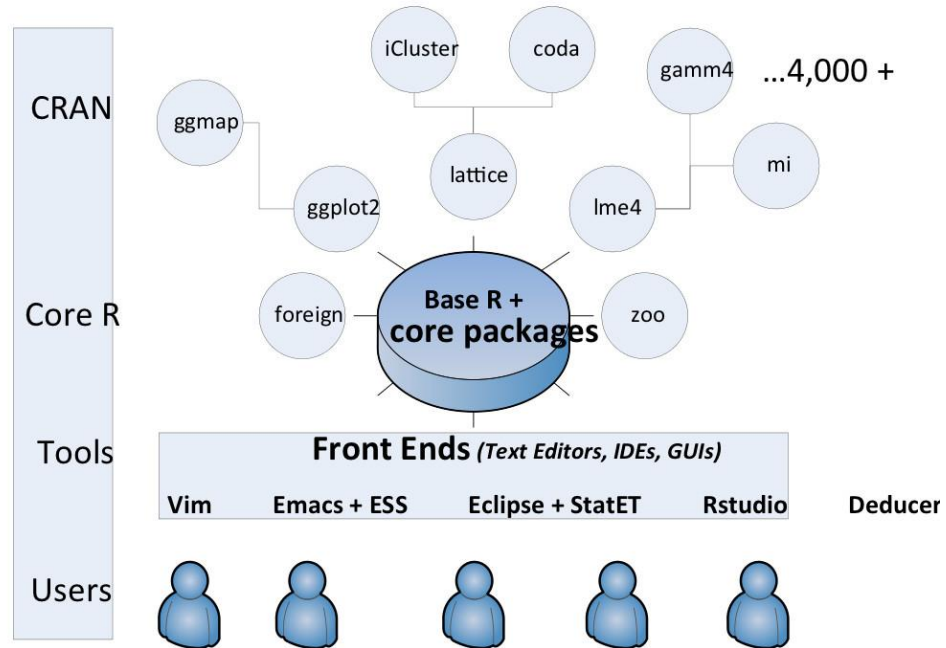 iCluster
coda
gamm4
...4,000 +
CRAN
ggmap
mi
lattice
ggplot2
lme4
Core R
foreign
Base R +
core packages
zoo
Tools
Front Ends (Text Editors, IDEs, GUIs)
Vim
Emacs + ESS
Eclipse + StatET
Rstudio
Deducer
Users